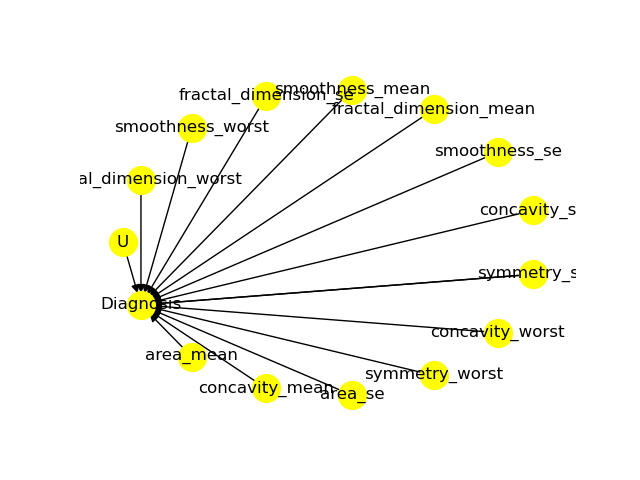 smoothness_mean
fractal_dimension_se
fractal_dimension_mean
smoothness_worst
smoothness_se
al_dimension_worst
concavity_s
U
symmetry_s
Diagnosis
concavity_worst
area_mean
symmetry_worst
concavity_mean
area_se